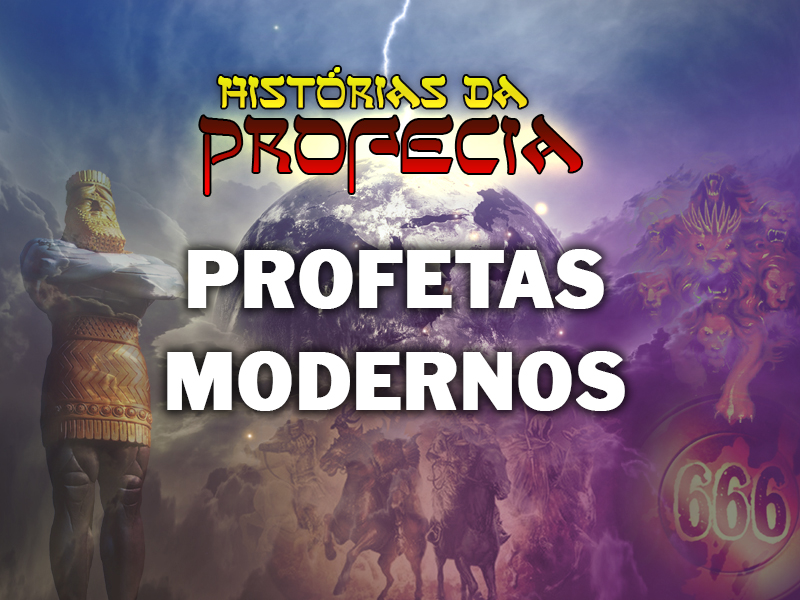 HISTÓRIAS DA
PROFECIA
PROFETAS
MODERNOS
666